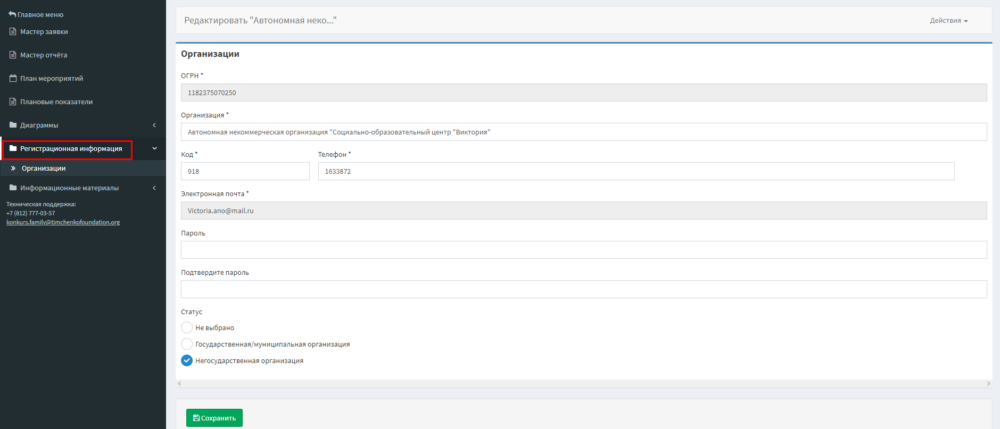 Главное меню
Мастер заявки
Мастер отчёта
План мероприятий
Плановые показатели
Диаграммы
Регистрационная информация
Организации
Информационные материалы
Техническая поддержка:
+7 (812) 777-03-57
konkurs.family@timchenkofoundation.org
Редактировать "Автономная неко..."
Действия
Организации
ОГРН *
1182375070250
Организация *
Автономная некоммерческая организация "Социально-образовательный центр "Виктория"
Код *
Телефон *
918
1633872
Электронная почта *
Victoria.ano@mail.ru
Пароль
Подтвердите пароль
Статус
Не выбрано
Государственная/муниципальная организация
Негосударственная организация
Сохранить